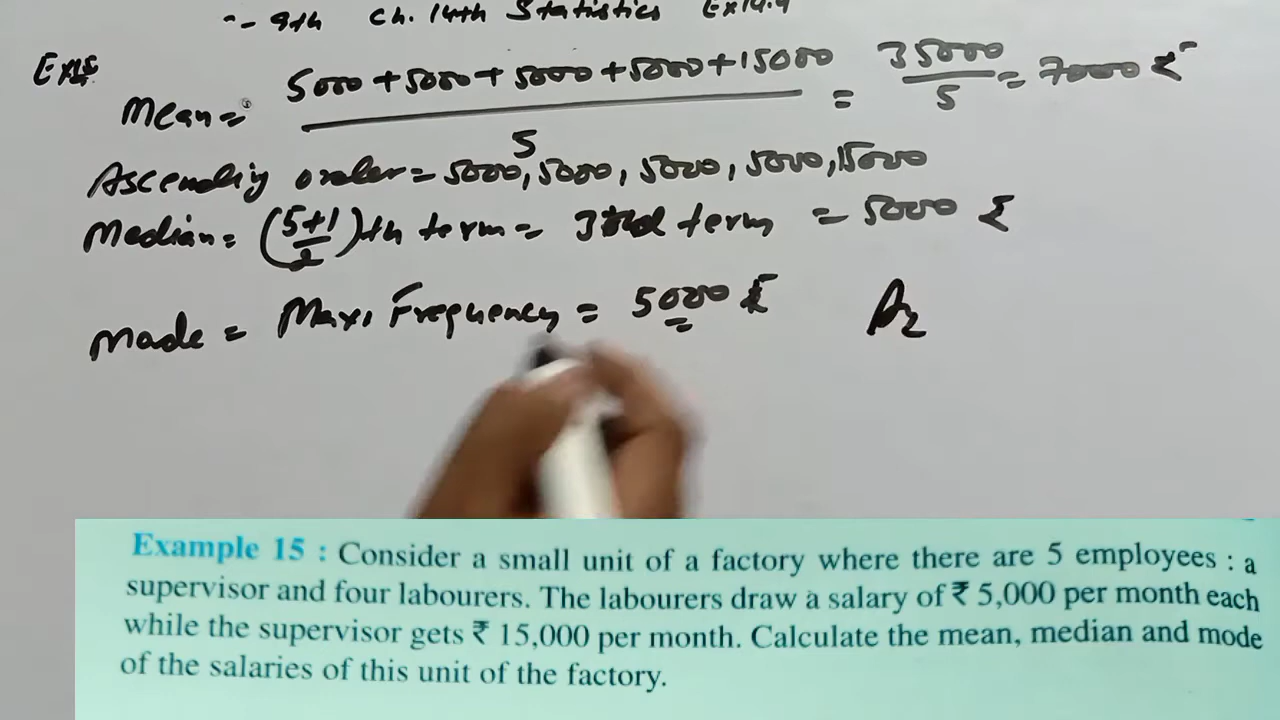 9th Ch. 14th Statistics Ex14.4
Ex15
Mean = 5000 + 5000 + 5000 + 5000 + 15000 / 5 = 35000 / 5 = 7000 ₹
Ascending order = 5000, 5000, 5000, 5000, 15000
Median = (5+1 / 2)th term = 3rd term = 5000 ₹
Mode = Max. Frequency = 5000 ₹
Example 15 : Consider a small unit of a factory where there are 5 employees : a
supervisor and four labourers. The labourers draw a salary of ₹ 5,000 per month each
while the supervisor gets ₹ 15,000 per month. Calculate the mean, median and mode
of the salaries of this unit of the factory.